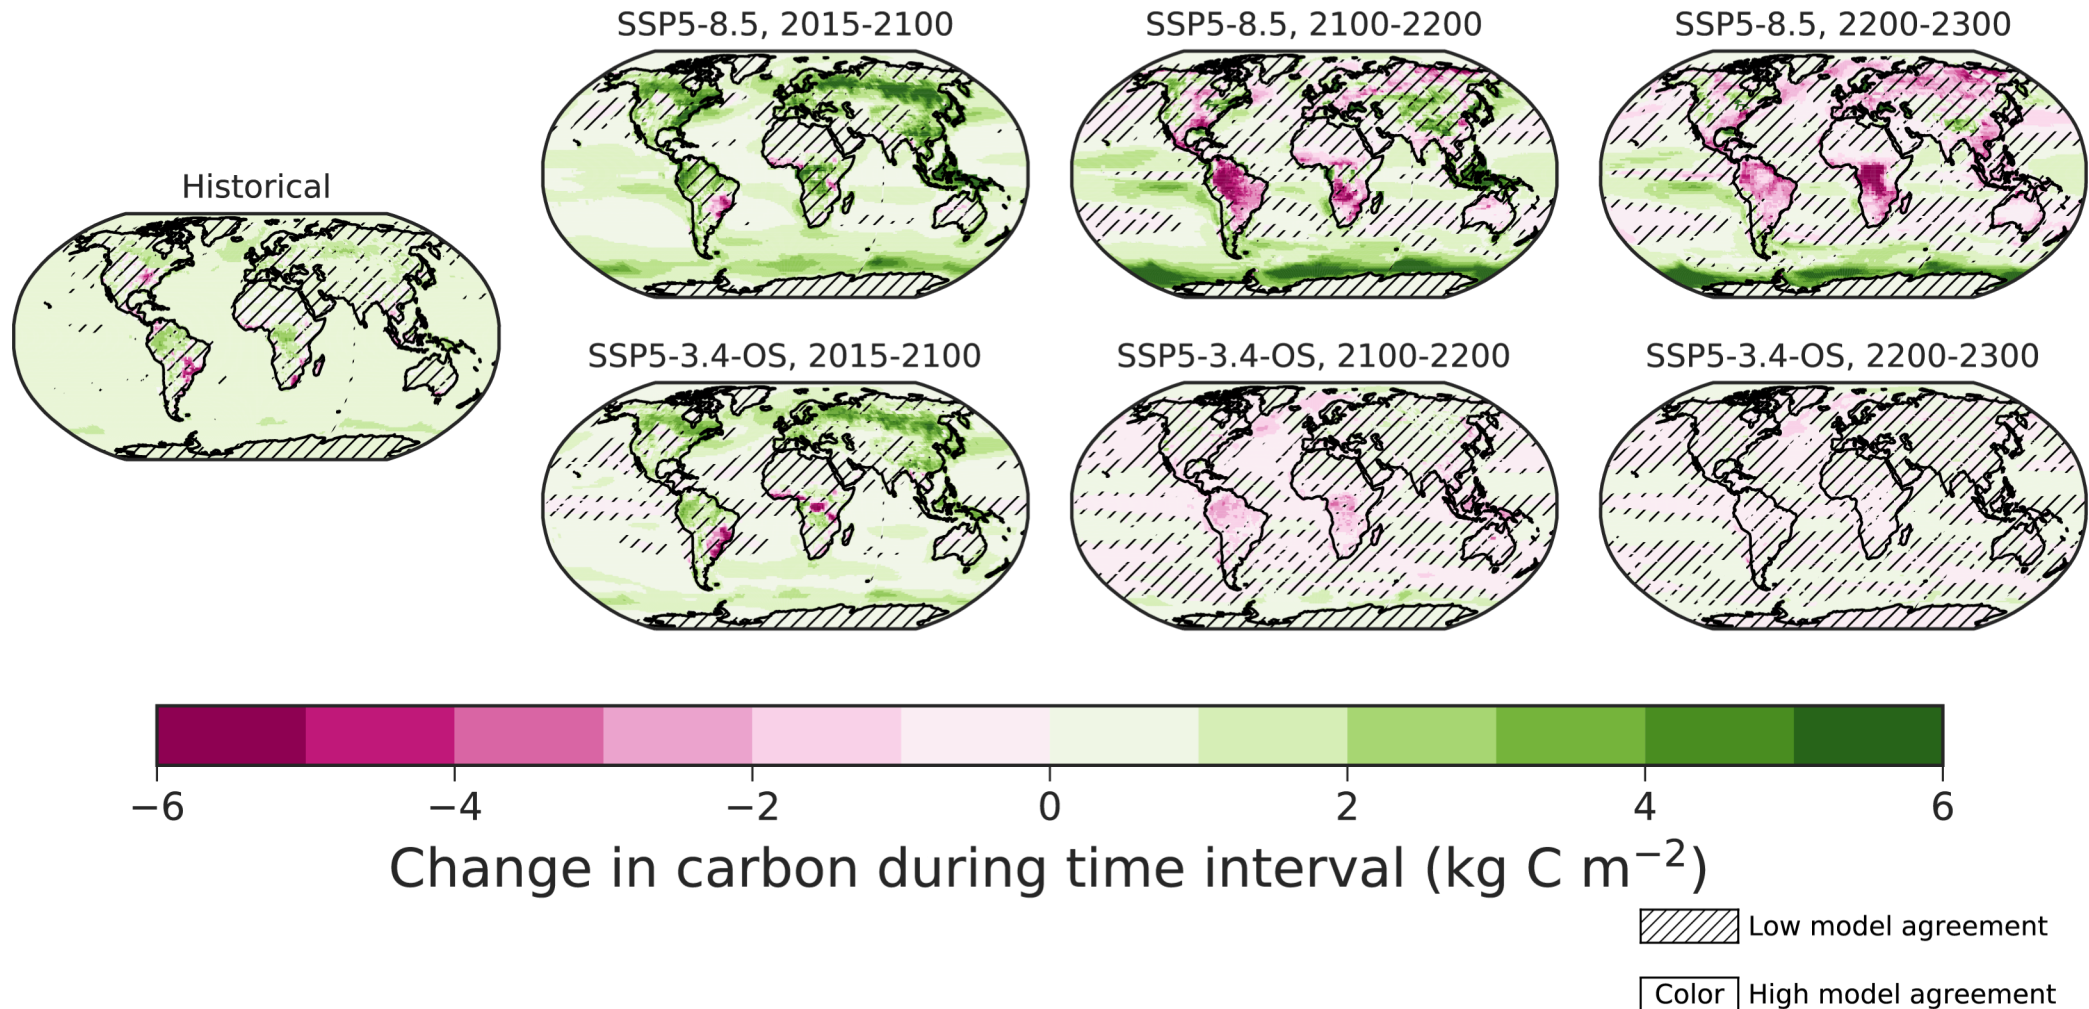 SSP5-8.5, 2015-2100
SSP5-8.5, 2100-2200
SSP5-8.5, 2200-2300
Historical
SSP5-3.4-OS, 2015-2100
SSP5-3.4-OS, 2100-2200
SSP5-3.4-OS, 2200-2300
−6 −4 −2 0 2 4 6
Change in carbon during time interval (kg C m⁻²)
Low model agreement
Color High model agreement